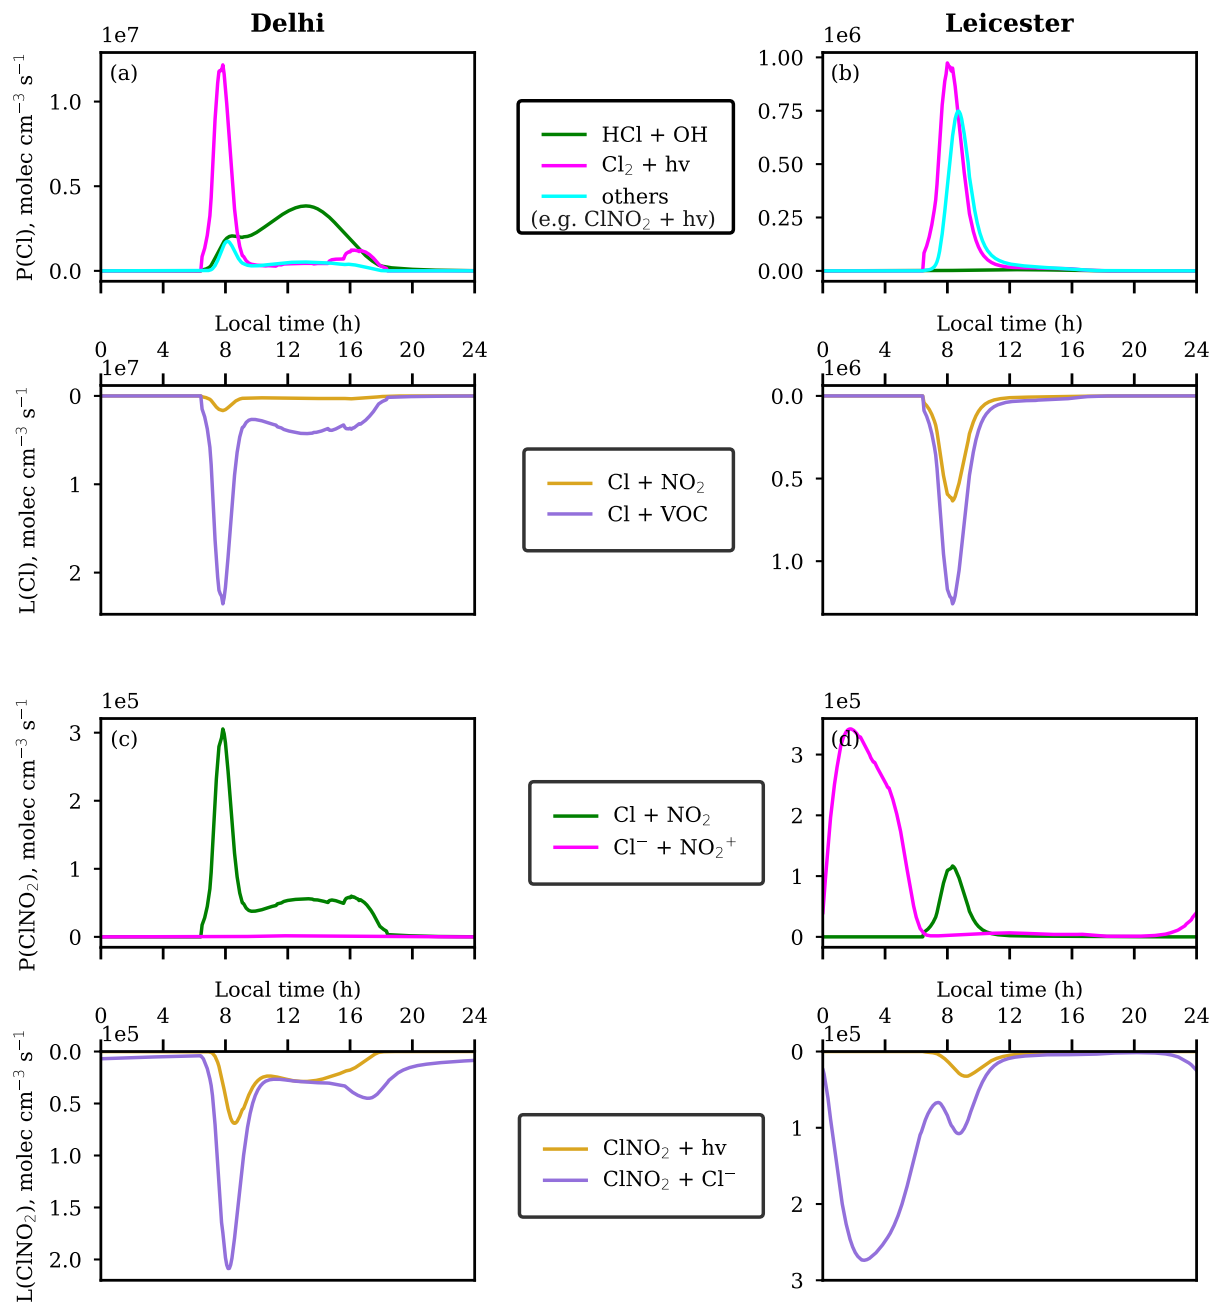 Delhi
Leicester
1e7
1e6
P(Cl), molec cm⁻³ s⁻¹
(a)
1.0
0.5
0.0
HCl + OH
Cl₂ + hv
others
(e.g. ClNO₂ + hv)
(b)
1.00
0.75
0.50
0.25
0.00
Local time (h)
0 4 8 12 16 20 24
1e7
Local time (h)
0 4 8 12 16 20 24
1e6
L(Cl), molec cm⁻³ s⁻¹
0
1
2
Cl + NO₂
Cl + VOC
0.0
0.5
1.0
1e5
1e5
P(ClNO₂), molec cm⁻³ s⁻¹
(c)
3
2
1
0
Cl + NO₂
Cl⁻ + NO₂⁺
(d)
3
2
1
0
Local time (h)
0 4 8 12 16 20 24
1e5
Local time (h)
0 4 8 12 16 20 24
1e5
L(ClNO₂), molec cm⁻³ s⁻¹
0.0
0.5
1.0
1.5
2.0
ClNO₂ + hv
ClNO₂ + Cl⁻
0
1
2
3